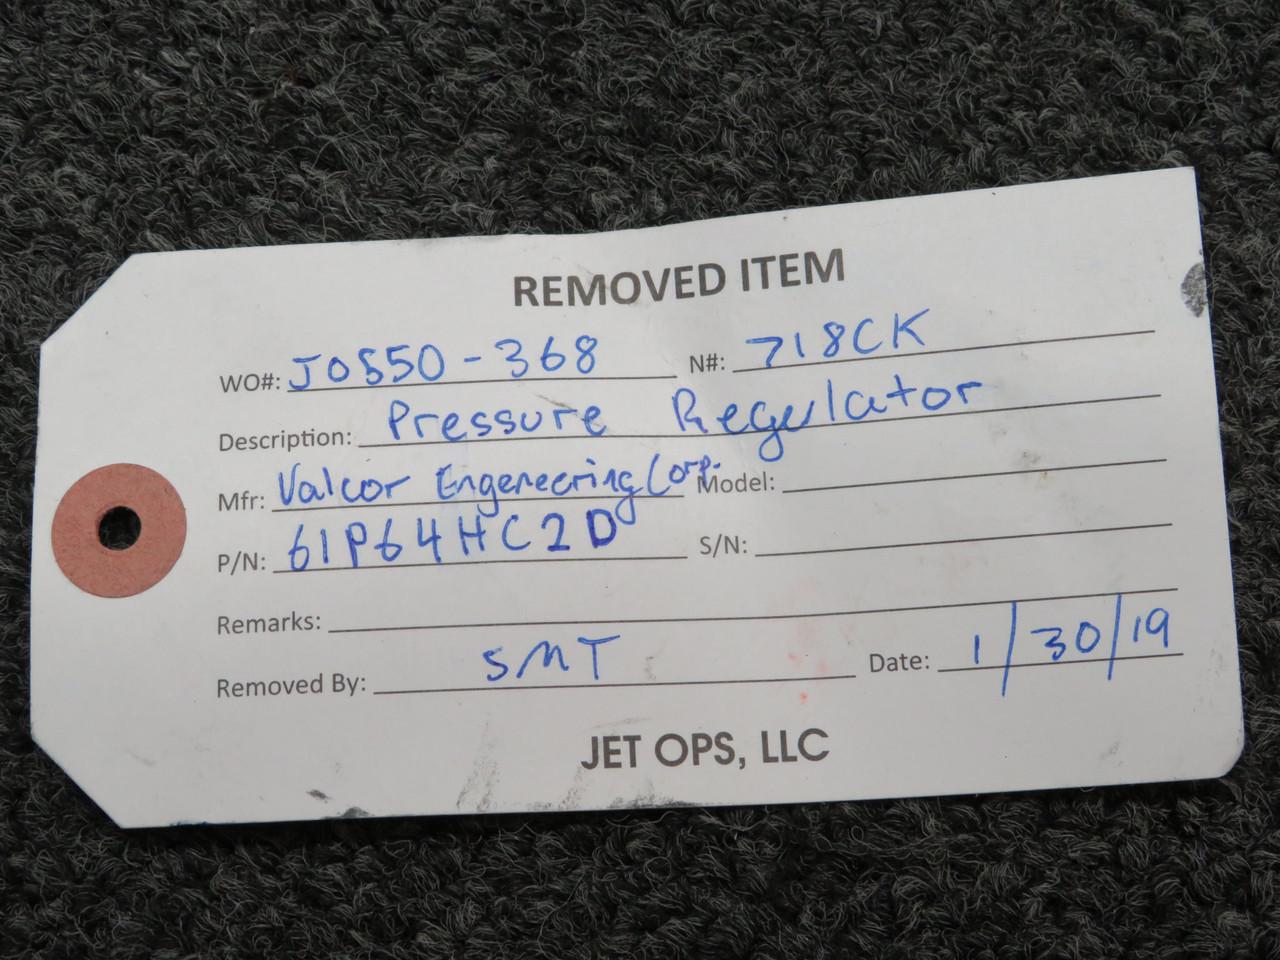 REMOVED ITEM
WO#: JO550-368 N#: 718CK
Description: Pressure Regulator
Mfr: Valcor Engeneering Corp. Model:
P/N: 61P64HC2D S/N:
Remarks:
Removed By: SMT Date: 1/30/19
JET OPS, LLC